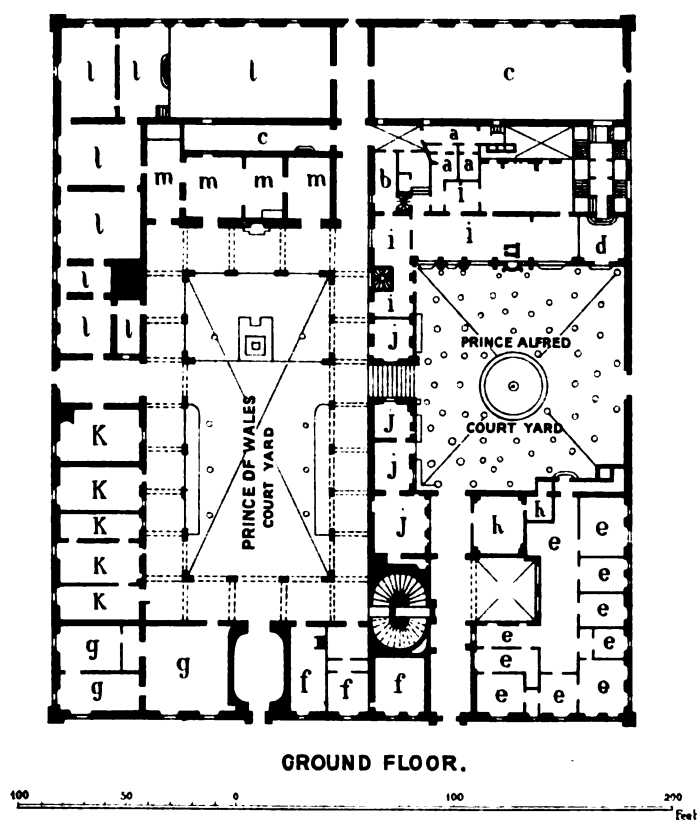 l l l c
c
a
l m m m m b a a
i
l i i d
l i
l l J
PRINCE ALFRED
COURT YARD
J
K
J
K
PRINCE OF WALES
COURT YARD
J h h e e
K
K e
K e
g e e
g f f f e
g e e e
GROUND FLOOR.
100 50 0 100 200
Feet